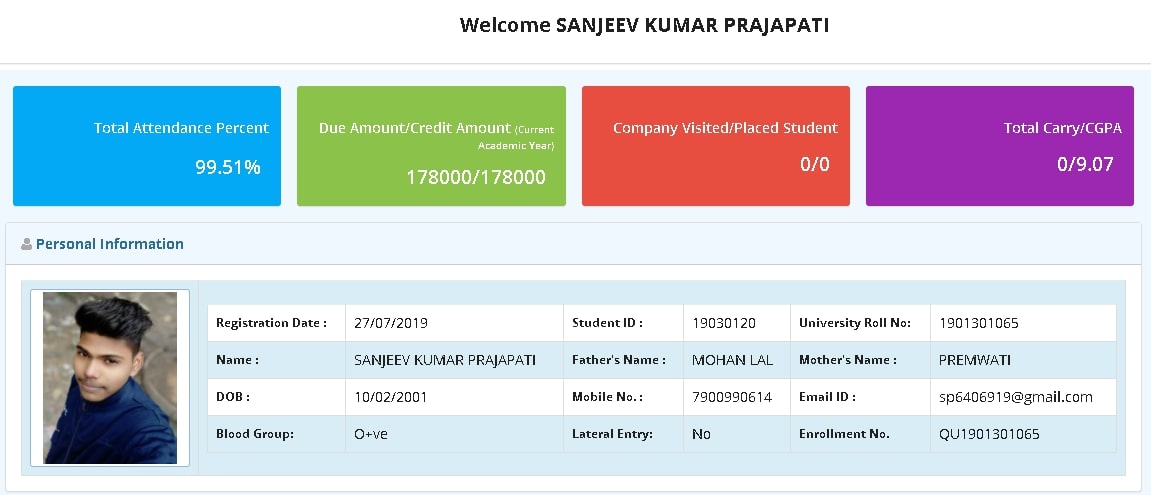 Welcome SANJEEV KUMAR PRAJAPATI
Total Attendance Percent
99.51%
Due Amount/Credit Amount (Current
Academic Year)
178000/178000
Company Visited/Placed Student
0/0
Total Carry/CGPA
0/9.07
Personal Information
Registration Date : 27/07/2019 Student ID : 19030120 University Roll No: 1901301065
Name : SANJEEV KUMAR PRAJAPATI Father's Name : MOHAN LAL Mother's Name : PREMWATI
DOB : 10/02/2001 Mobile No. : 7900990614 Email ID : sp6406919@gmail.com
Blood Group: O+ve Lateral Entry: No Enrollment No. QU1901301065